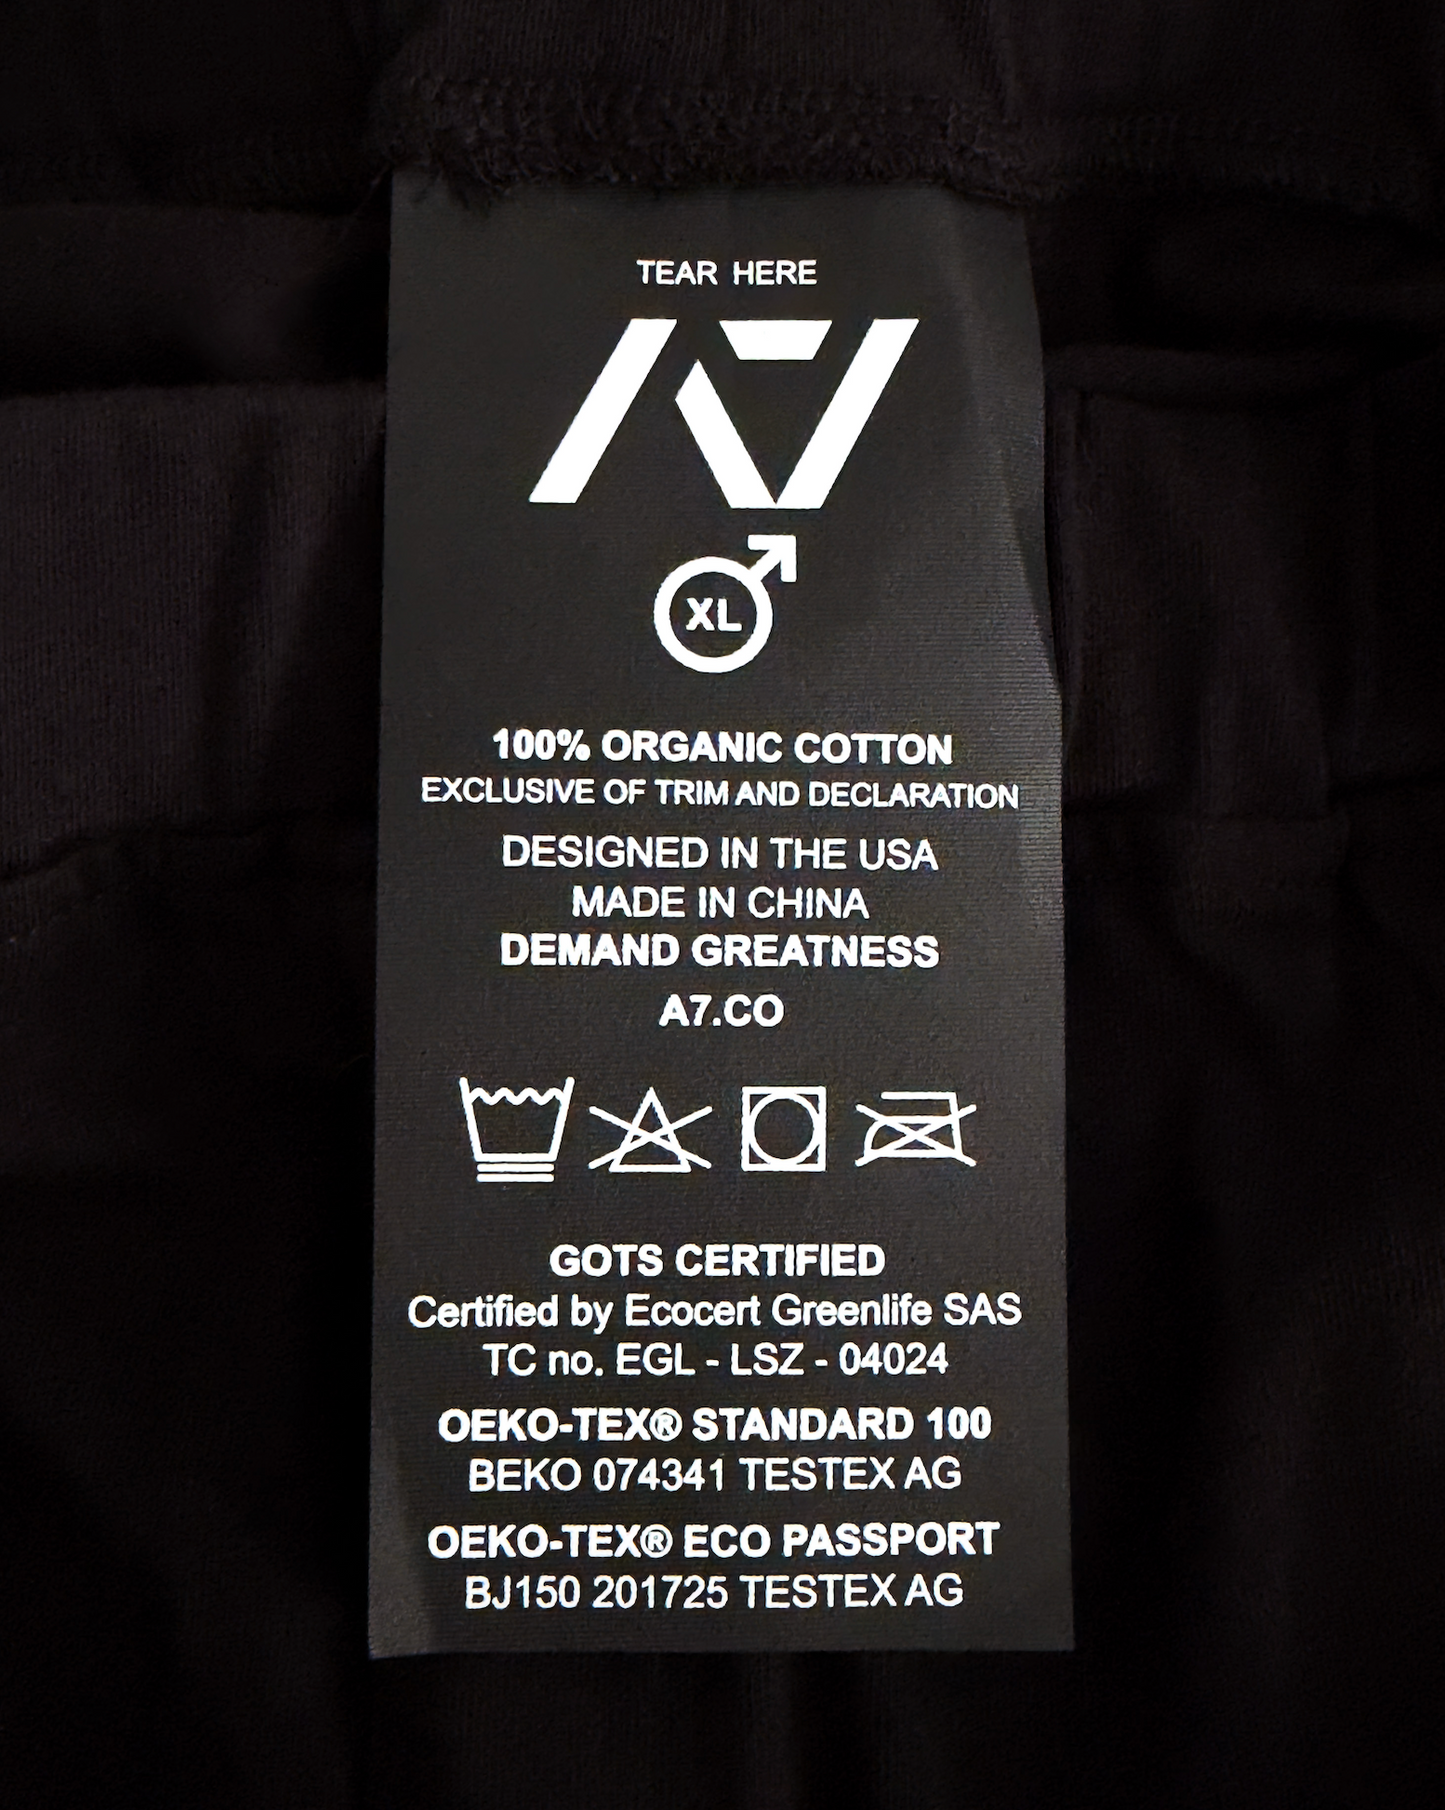 TEAR HERE
A7
XL
100% ORGANIC COTTON
EXCLUSIVE OF TRIM AND DECLARATION
DESIGNED IN THE USA
MADE IN CHINA
DEMAND GREATNESS
A7.CO
GOTS CERTIFIED
Certified by Ecocert Greenlife SAS
TC no. EGL - LSZ - 04024
OEKO-TEX® STANDARD 100
BEKO 074341 TESTEX AG
OEKO-TEX® ECO PASSPORT
BJ150 201725 TESTEX AG